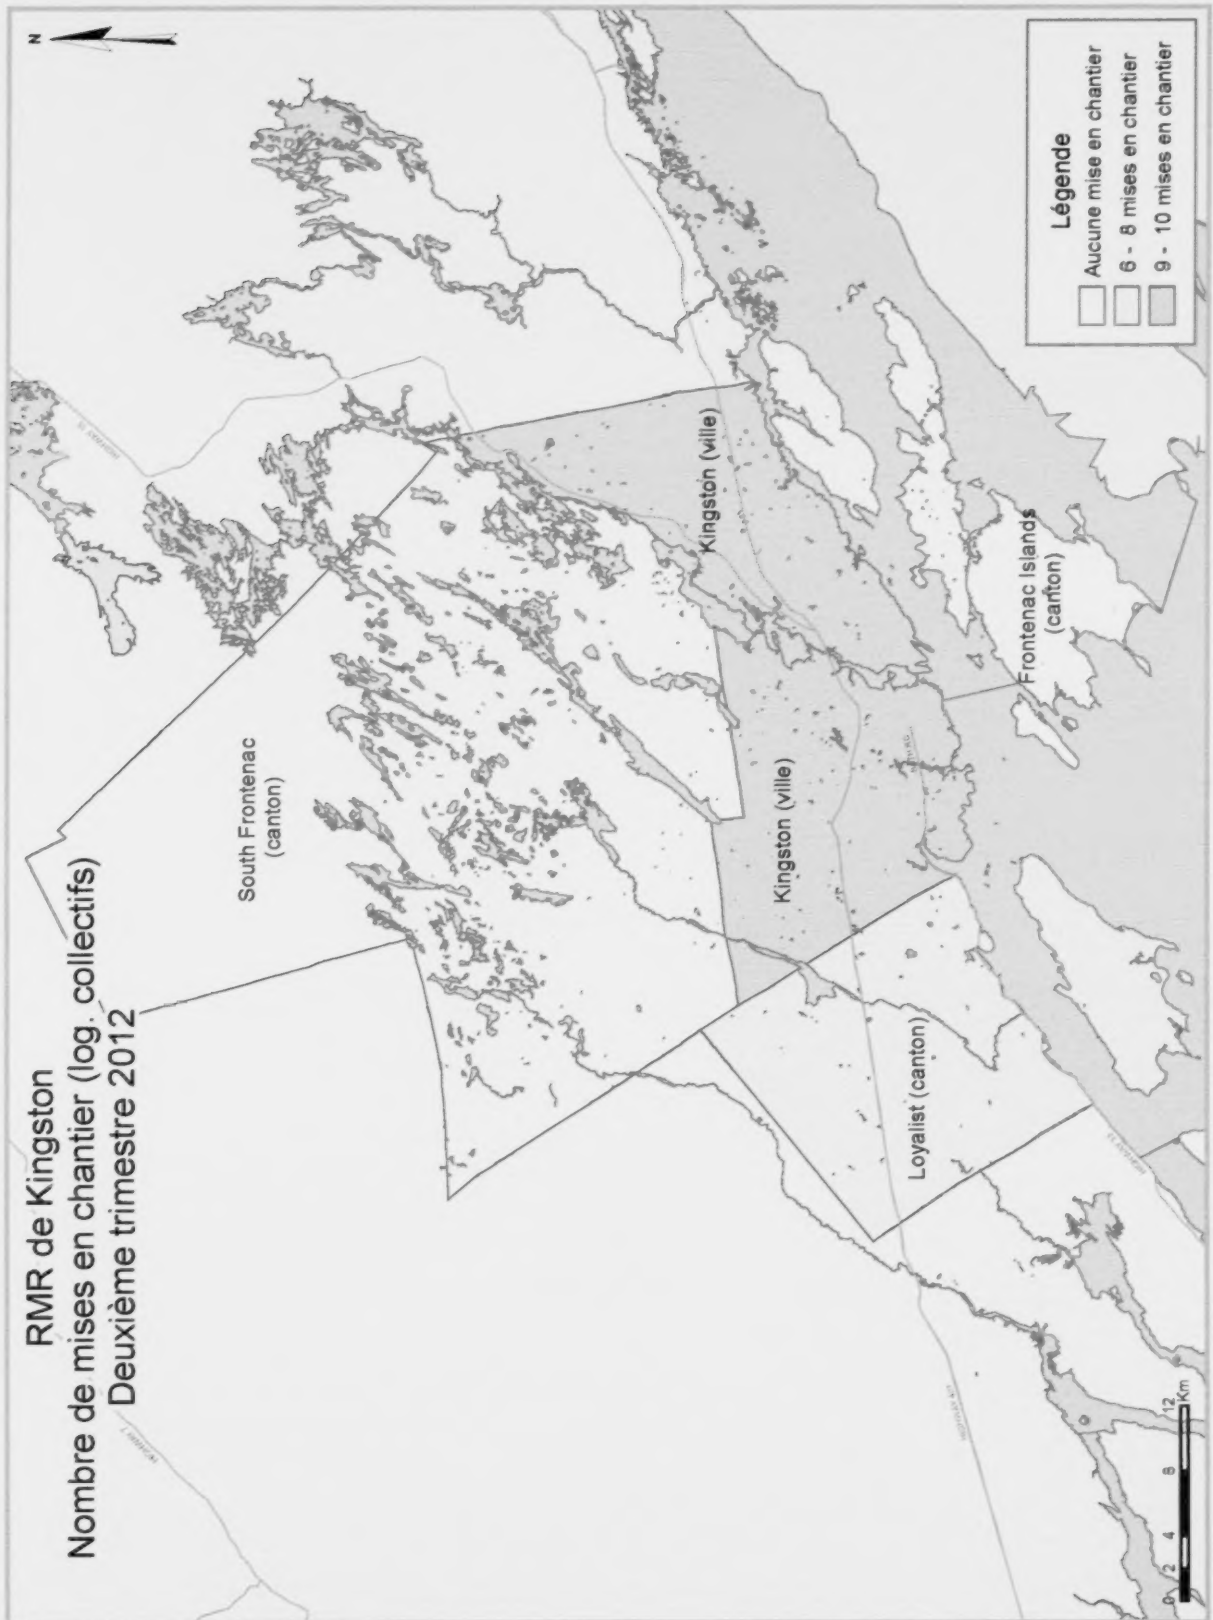 RMR de Kingston
Nombre de mises en chantier (log. collectifs)
Deuxième trimestre 2012
N
South Frontenac
(canton)
Kingston (ville)
Kingston (ville)
Loyalist (canton)
Frontenac Islands
(canton)
Légende
Aucune mise en chantier
6 - 8 mises en chantier
9 - 10 mises en chantier
0 2 4 8 12
Km